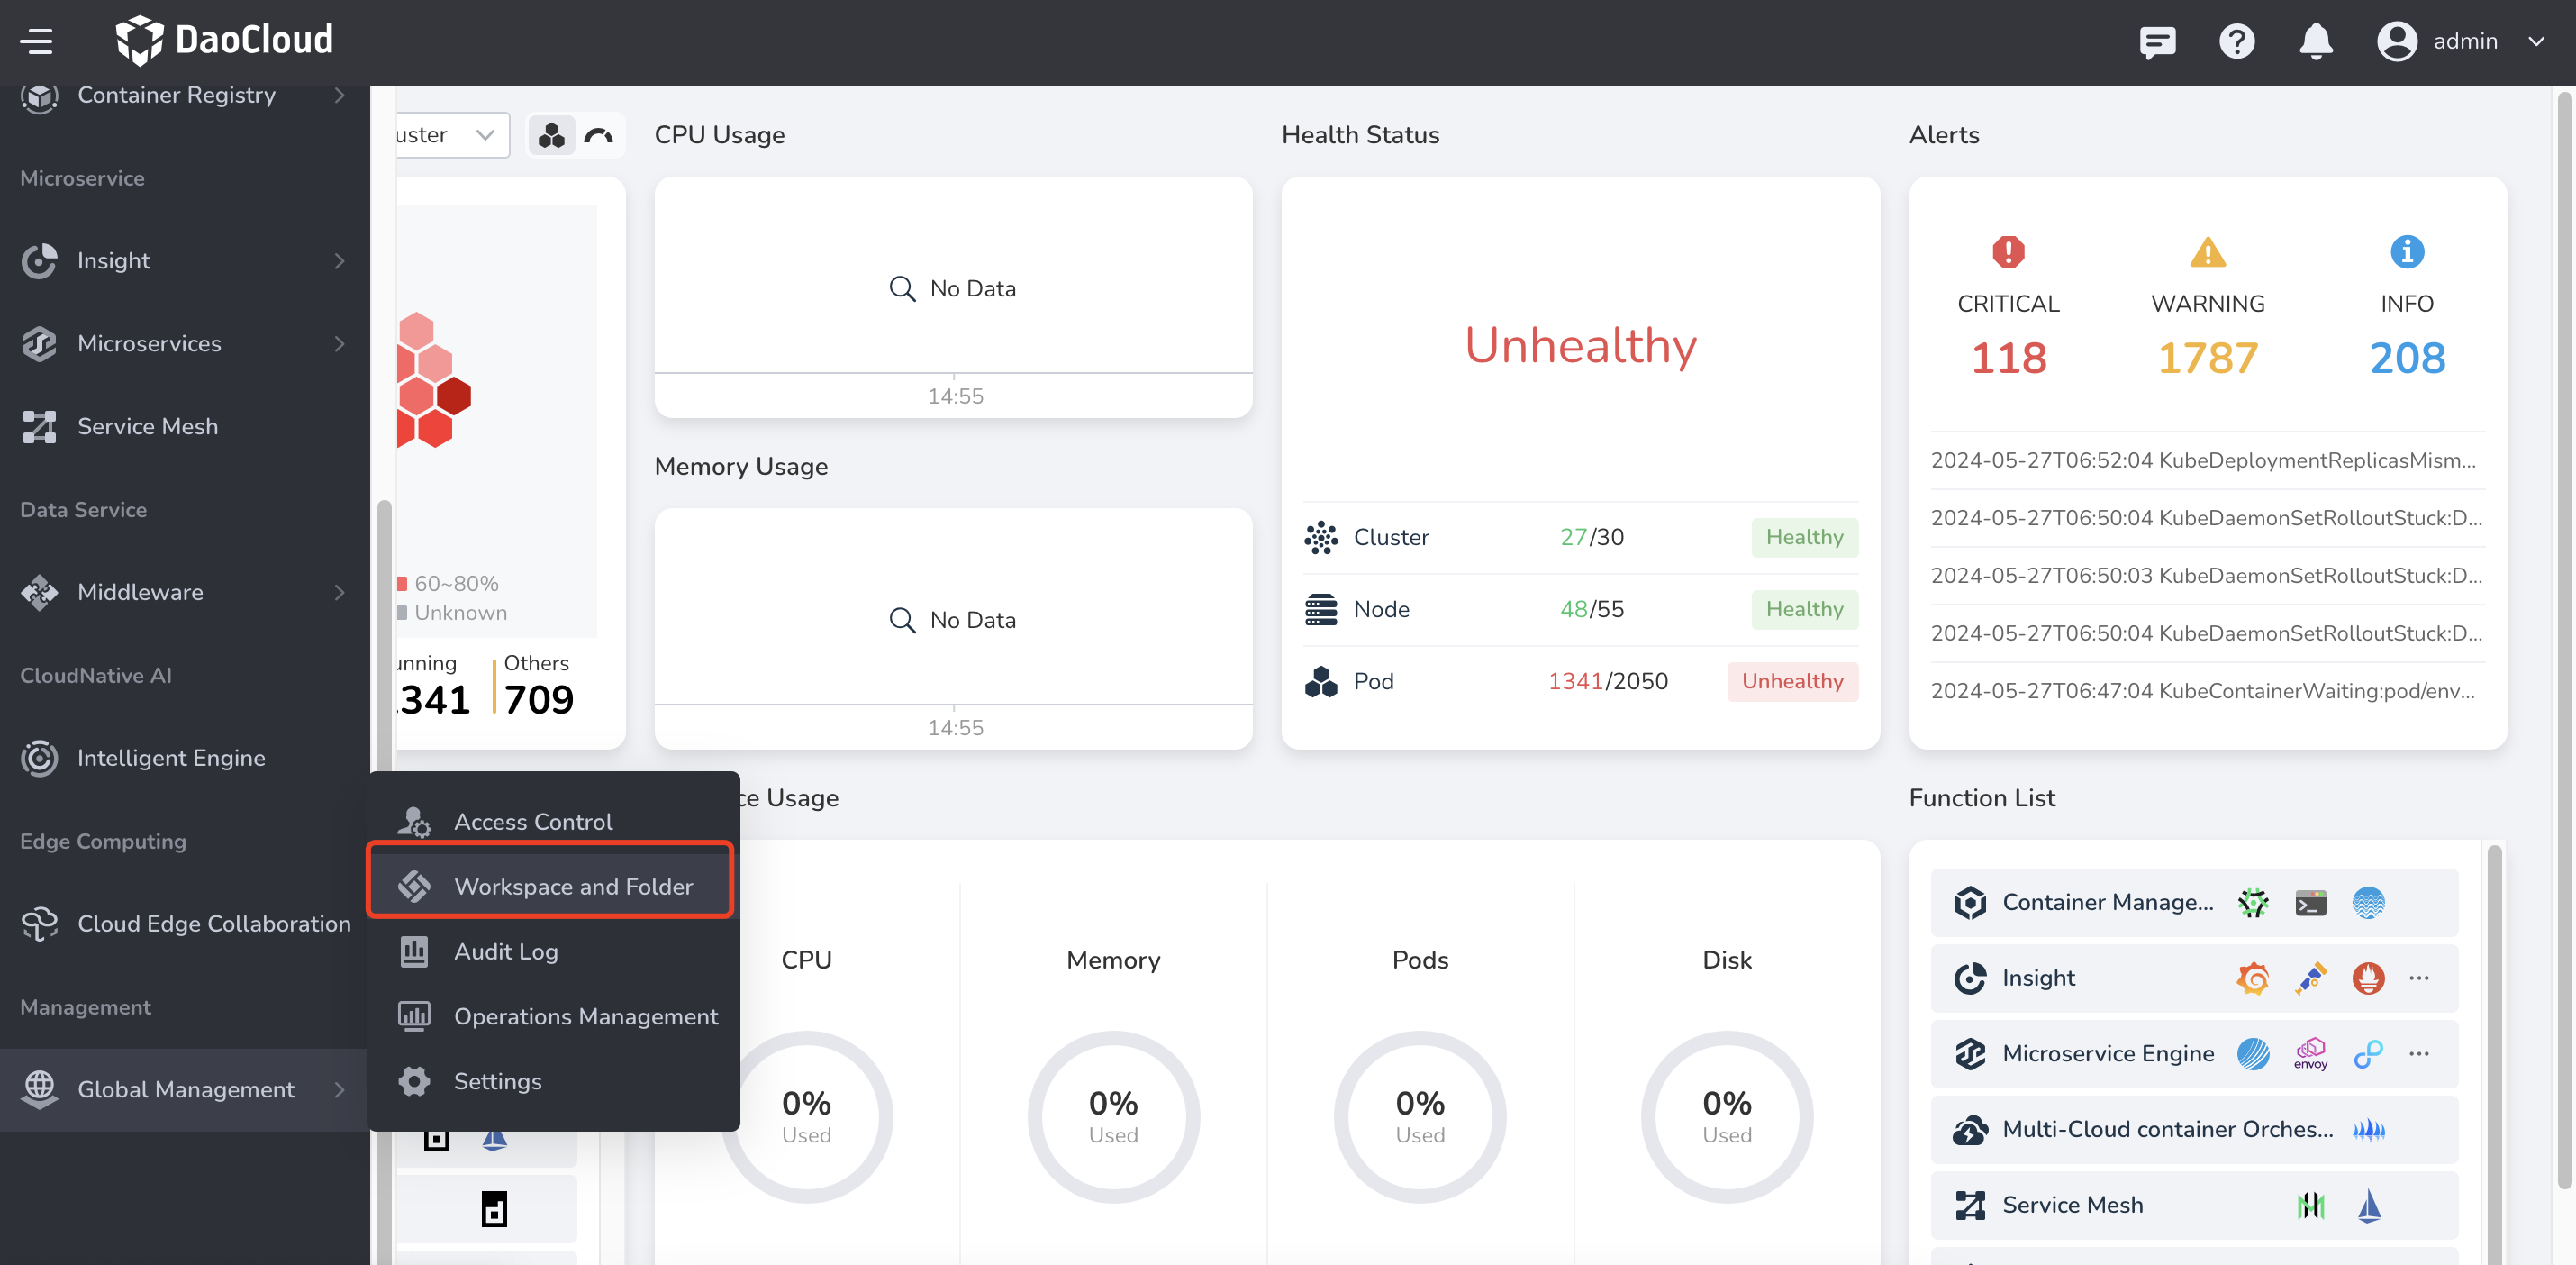 DaoCloud
admin
Container Registry
Microservice
Insight
Microservices
Service Mesh
Data Service
Middleware
CloudNative AI
Intelligent Engine
Edge Computing
Cloud Edge Collaboration
Management
Global Management
Access Control
Workspace and Folder
Audit Log
Operations Management
Settings
60~80%
Unknown
Others
709
CPU Usage
No Data
14:55
Memory Usage
No Data
14:55
Health Status
Unhealthy
Cluster 27/30 Healthy
Node 48/55 Healthy
Pod 1341/2050 Unhealthy
Alerts
CRITICAL WARNING INFO
118 1787 208
2024-05-27T06:52:04 KubeDeploymentReplicasMism...
2024-05-27T06:50:04 KubeDaemonSetRolloutStuck:D...
2024-05-27T06:50:03 KubeDaemonSetRolloutStuck:D...
2024-05-27T06:50:04 KubeDaemonSetRolloutStuck:D...
2024-05-27T06:47:04 KubeContainerWaiting:pod/env...
Usage
CPU Memory Pods Disk
0% 0% 0% 0%
Used Used Used Used
Function List
Container Manage...
Insight ...
Microservice Engine envoy ...
Multi-Cloud container Orches...
Service Mesh